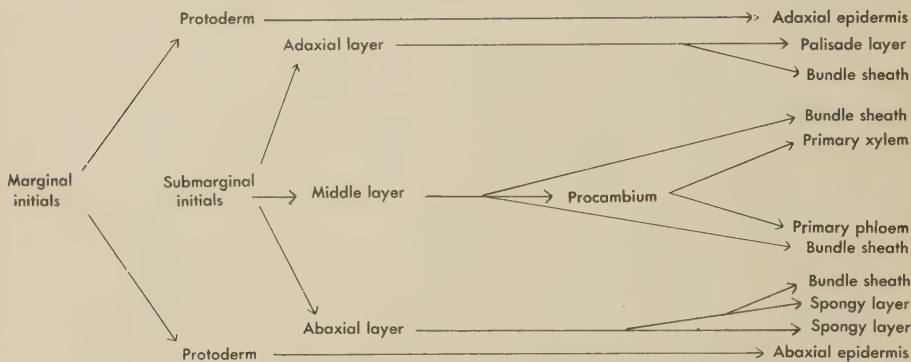 Protoderm
Adaxial epidermis
Adaxial layer
Palisade layer
Bundle sheath
Bundle sheath
Primary xylem
Marginal
initials
Submarginal
initials
Middle layer
Procambium
Primary phloem
Bundle sheath
Bundle sheath
Spongy layer
Abaxial layer
Spongy layer
Protoderm
Abaxial epidermis